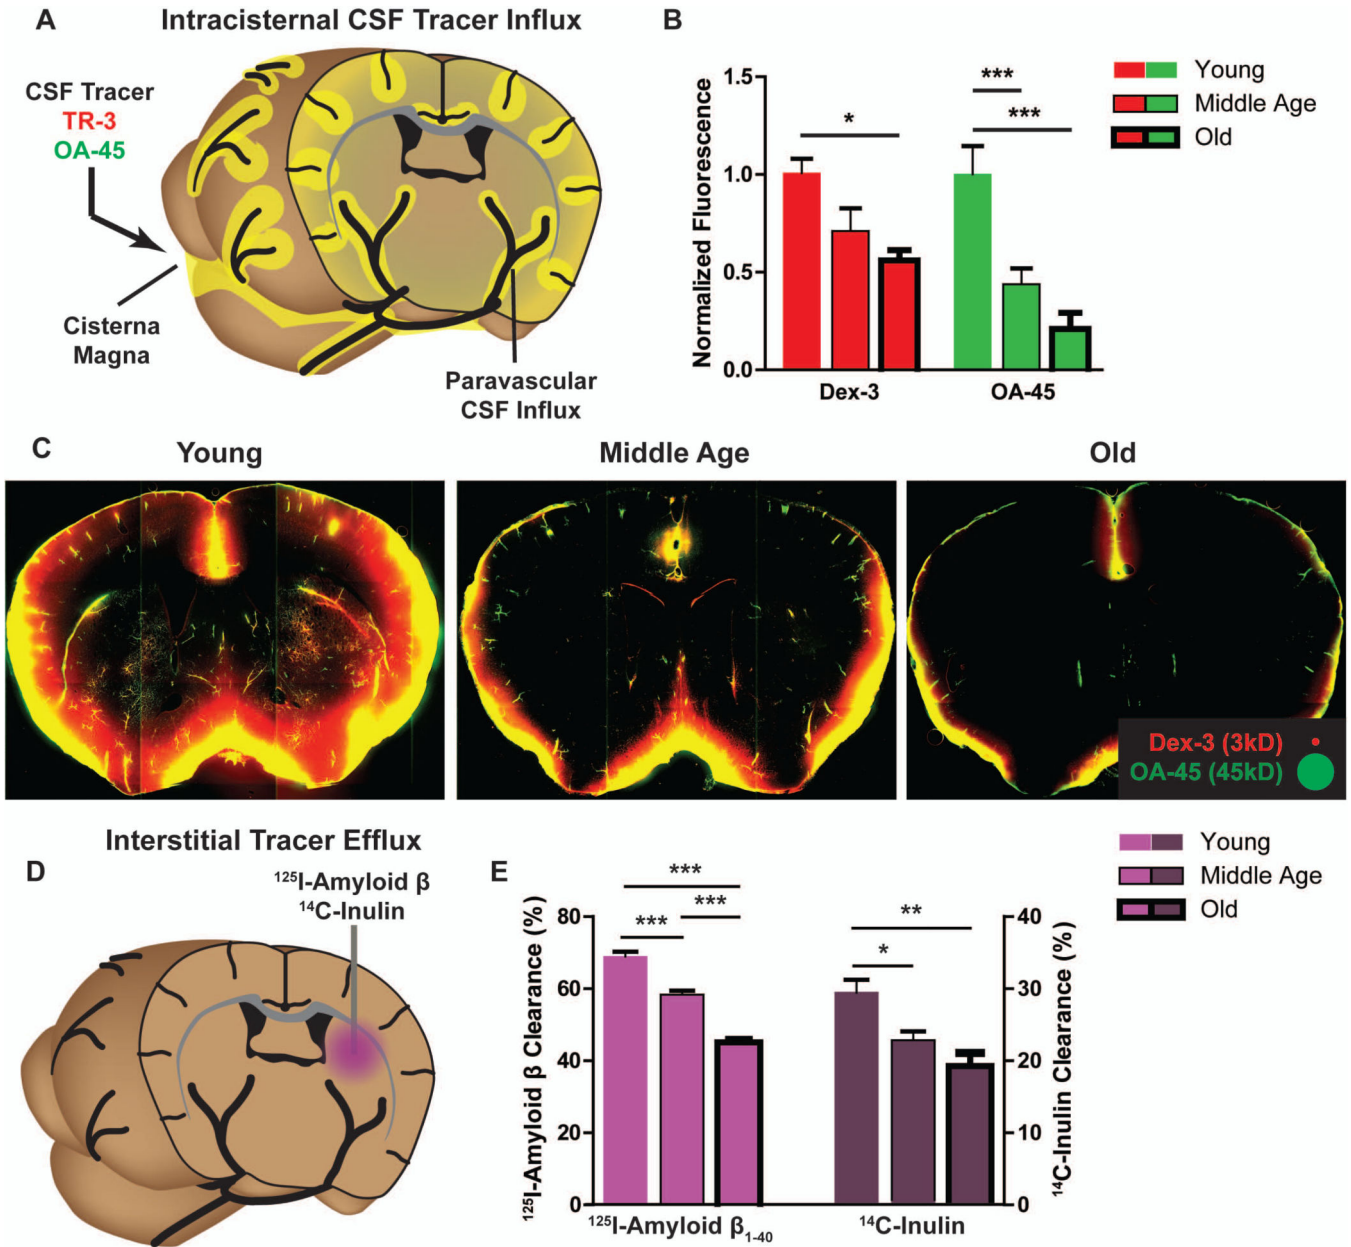 A
Intracisternal CSF Tracer Influx
CSF Tracer
TR-3
OA-45
Cisterna
Magna
Paravascular
CSF Influx
B
Normalized Fluorescence
1.5
1.0
0.5
0.0
*
***
***
Dex-3
OA-45
Young
Middle Age
Old
C
Young
Middle Age
Old
Dex-3 (3kD)
OA-45 (45kD)
Interstitial Tracer Efflux
D
¹²⁵I-Amyloid β
¹⁴C-Inulin
E
¹²⁵I-Amyloid β Clearance (%)
80
60
40
20
0
***
***
***
**
*
40
30
20
10
0
¹⁴C-Inulin Clearance (%)
¹²⁵I-Amyloid β₁₋₄₀
¹⁴C-Inulin
Young
Middle Age
Old